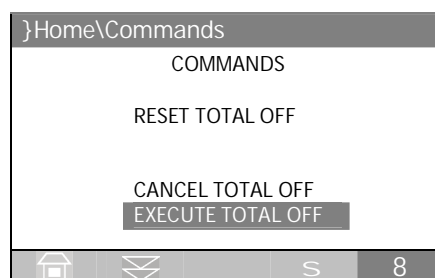 }Home\Commands
COMMANDS
RESET TOTAL OFF
CANCEL TOTAL OFF
EXECUTE TOTAL OFF
S 8